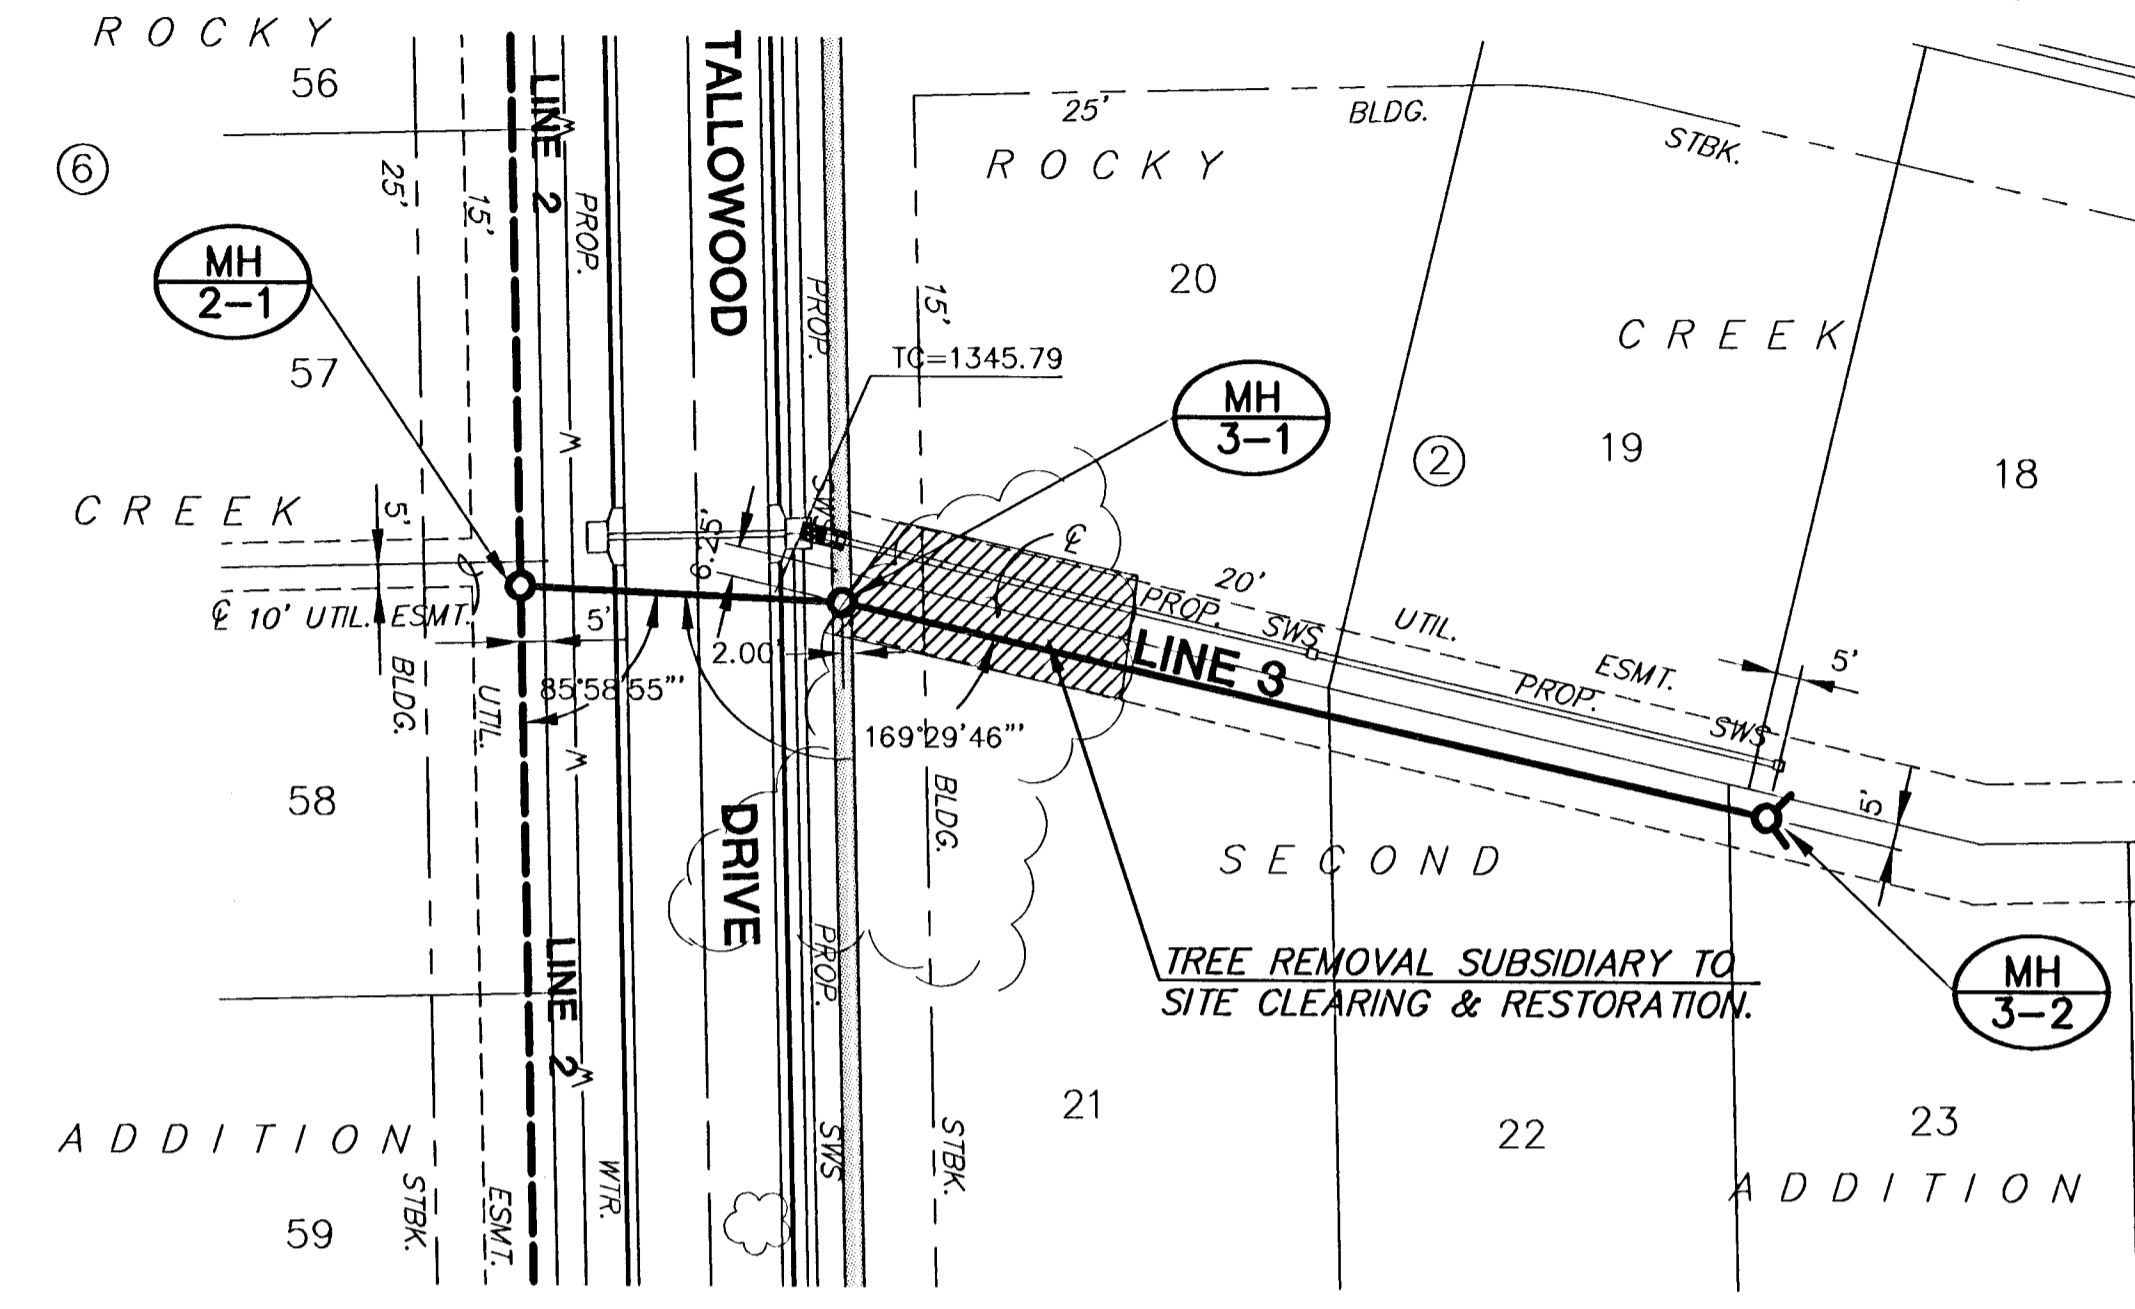 ROCKY
56
6
25'
15'
LINE 2
PROP.
TALLOWOOD
25'
BLDG.
STBK.
ROCKY
MH
2-1
57
PROP.
15'
20
CREEK
TC=1345.79
MH
3-1
2
19
18
CREEK
5'
SWS
6.25'
℄
20'
PROP.
SWS
UTIL.
ESMT.
PROP.
SWS
5'
5'
℄ 10' UTIL. ESMT.
5'
2.00'
LINE 3
BLDG.
UTIL.
85°58'55"'
169°29'46"'
58
DRIVE
BLDG.
SECOND
LINE 2
PROP.
TREE REMOVAL SUBSIDIARY TO
SITE CLEARING & RESTORATION.
MH
3-2
ADDITION
STBK.
ESMT.
WTR.
SWS
STBK.
21
22
23
ADDITION
59